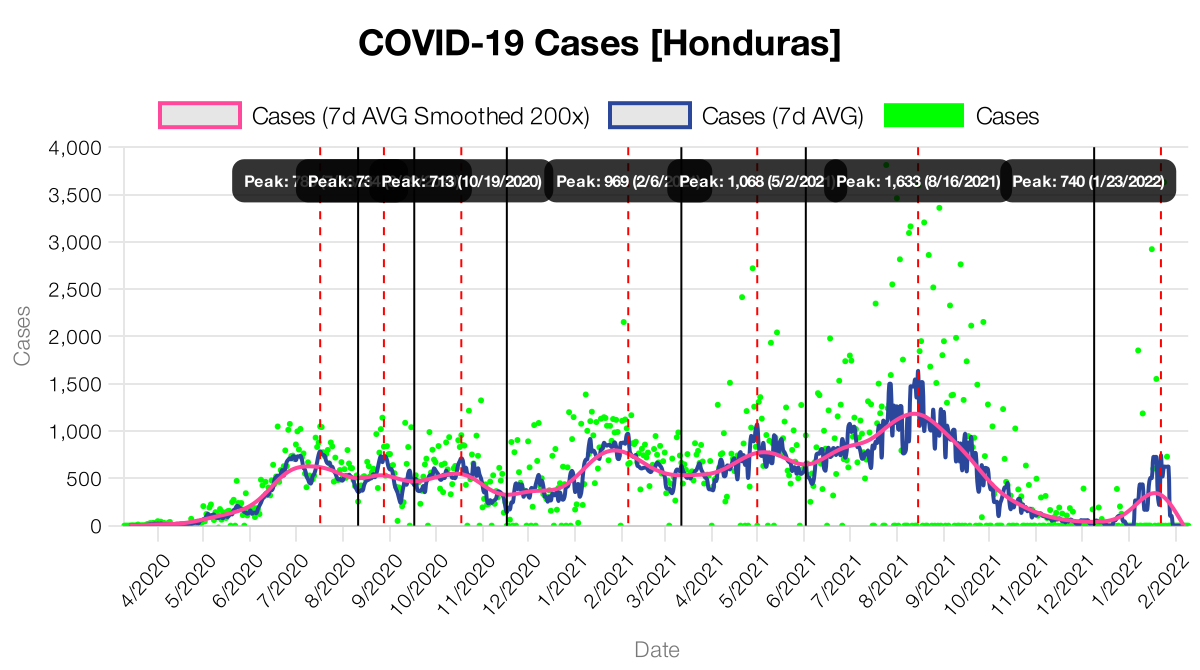 COVID-19 Cases [Honduras]
Cases (7d AVG Smoothed 200x)
Cases (7d AVG)
Cases
4,000
3,500
3,000
2,500
2,000
1,500
1,000
500
0
Cases
Peak:
Peak: 734
Peak: 713 (10/19/2020)
Peak: 969 (2/6/
Peak: 1,068 (5/2/2021)
Peak: 1,633 (8/16/2021)
Peak: 740 (1/23/2022)
4/2020
5/2020
6/2020
7/2020
8/2020
9/2020
10/2020
11/2020
12/2020
1/2021
2/2021
3/2021
4/2021
5/2021
6/2021
7/2021
8/2021
9/2021
10/2021
11/2021
12/2021
1/2022
2/2022
Date